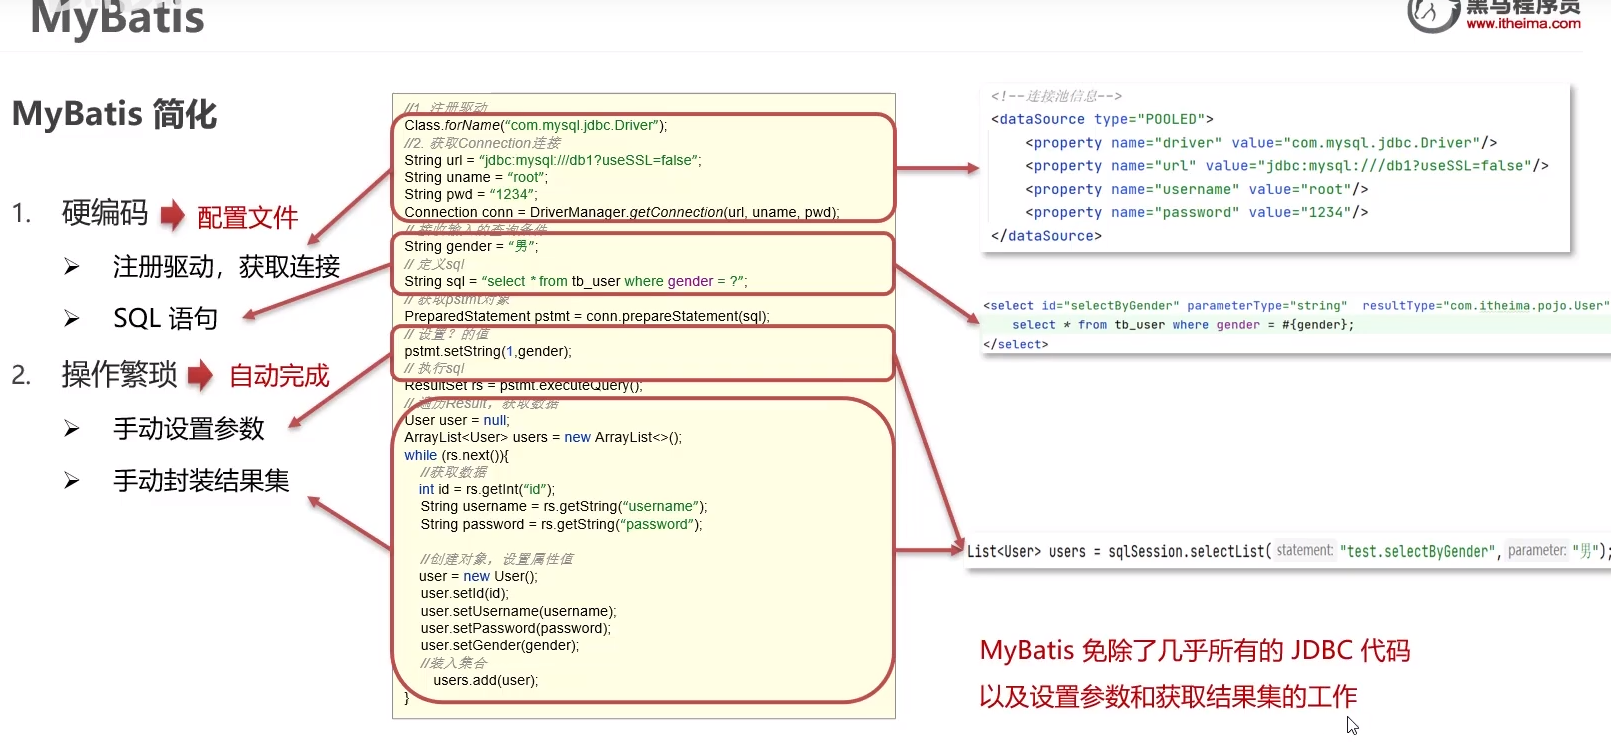 MyBatis
黑马程序员
www.itheima.com
MyBatis 简化
1. 硬编码 配置文件
注册驱动，获取连接
SQL 语句
2. 操作繁琐 自动完成
手动设置参数
手动封装结果集
//1. 注册驱动
Class.forName(“com.mysql.jdbc.Driver”);
//2. 获取Connection连接
String url = “jdbc:mysql:///db1?useSSL=false”;
String uname = “root”;
String pwd = “1234”;
Connection conn = DriverManager.getConnection(url, uname, pwd);
// 接收输入的查询条件
String gender = “男”;
// 定义sql
String sql = “select * from tb_user where gender = ?”;
// 获取pstmt对象
PreparedStatement pstmt = conn.prepareStatement(sql);
// 设置？的值
pstmt.setString(1,gender);
// 执行sql
ResultSet rs = pstmt.executeQuery();
// 遍历Result，获取数据
User user = null;
ArrayList<User> users = new ArrayList<>();
while (rs.next()){
//获取数据
int id = rs.getInt(“id”);
String username = rs.getString(“username”);
String password = rs.getString(“password”);
//创建对象，设置属性值
user = new User();
user.setId(id);
user.setUsername(username);
user.setPassword(password);
user.setGender(gender);
//装入集合
users.add(user);
}
<!--连接池信息-->
<dataSource type="POOLED">
<property name="driver" value="com.mysql.jdbc.Driver"/>
<property name="url" value="jdbc:mysql:///db1?useSSL=false"/>
<property name="username" value="root"/>
<property name="password" value="1234"/>
</dataSource>
<select id="selectByGender" parameterType="string" resultType="com.itheima.pojo.User"
select * from tb_user where gender = #{gender};
</select>
List<User> users = sqlSession.selectList( statement: "test.selectByGender", parameter: "男");
MyBatis 免除了几乎所有的 JDBC 代码
以及设置参数和获取结果集的工作